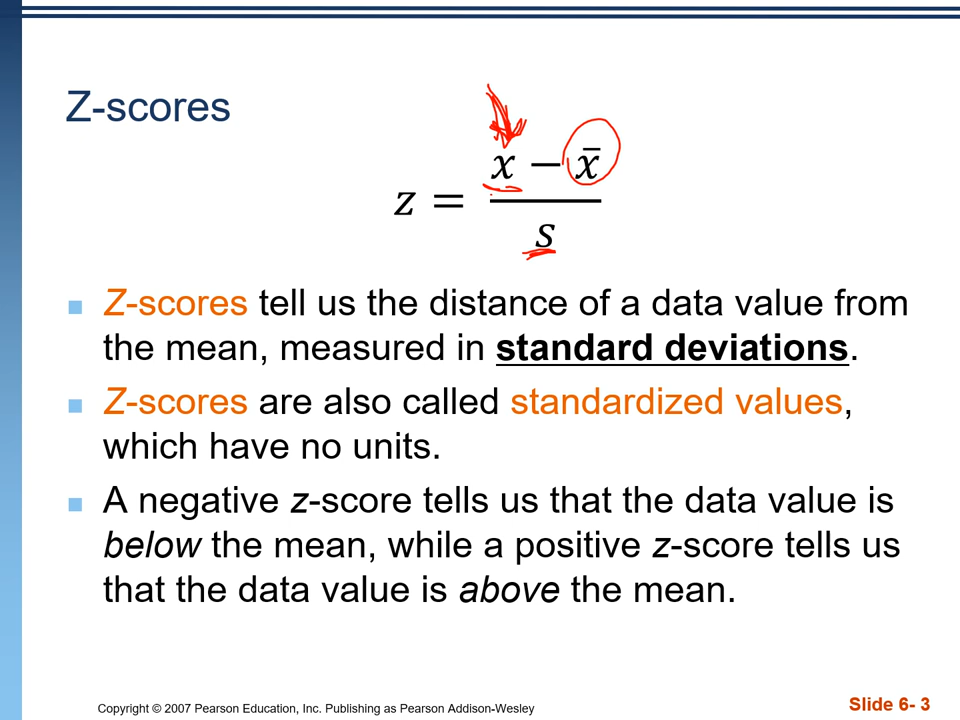 Z-scores
z = \frac{x - \bar{x}}{s}
■ Z-scores tell us the distance of a data value from
the mean, measured in standard deviations.
■ Z-scores are also called standardized values,
which have no units.
■ A negative z-score tells us that the data value is
below the mean, while a positive z-score tells us
that the data value is above the mean.
Copyright © 2007 Pearson Education, Inc. Publishing as Pearson Addison-Wesley
Slide 6- 3